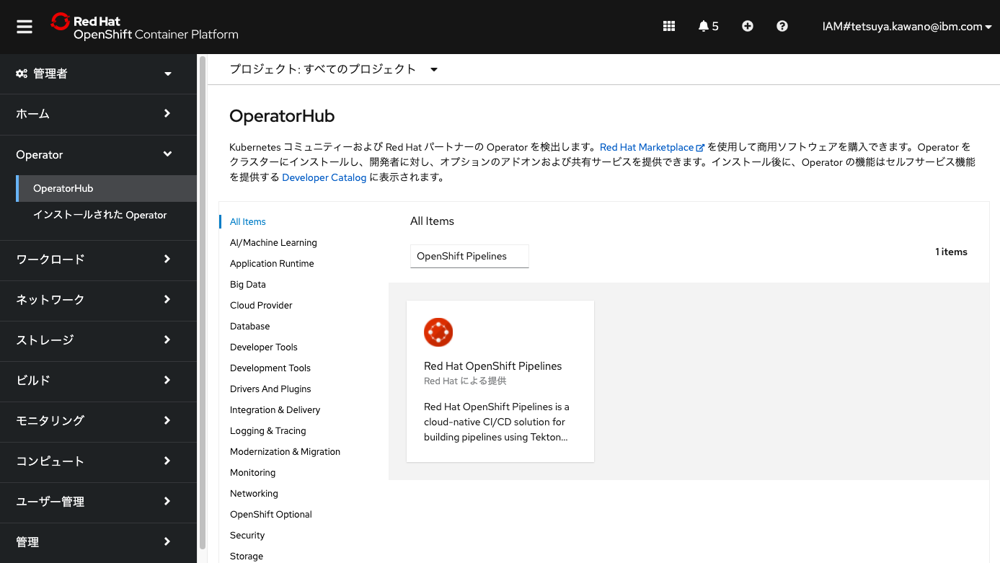 Red Hat
OpenShift Container Platform
5
IAM#tetsuya.kawano@ibm.com
管理者
ホーム
Operator
OperatorHub
インストールされた Operator
ワークロード
ネットワーク
ストレージ
ビルド
モニタリング
コンピュート
ユーザー管理
管理
プロジェクト: すべてのプロジェクト
OperatorHub
Kubernetes コミュニティーおよび Red Hat パートナーの Operator を検出します。Red Hat Marketplace を使用して商用ソフトウェアを購入できます。Operator を
クラスターにインストールし、開発者に対し、オプションのアドオンおよび共有サービスを提供できます。インストール後に、Operator の機能はセルフサービス機能
を提供する Developer Catalog に表示されます。
All Items
AI/Machine Learning
Application Runtime
Big Data
Cloud Provider
Database
Developer Tools
Development Tools
Drivers And Plugins
Integration & Delivery
Logging & Tracing
Modernization & Migration
Monitoring
Networking
OpenShift Optional
Security
Storage
All Items
OpenShift Pipelines
1 items
Red Hat OpenShift Pipelines
Red Hat による提供
Red Hat OpenShift Pipelines is a
cloud-native CI/CD solution for
building pipelines using Tekton...